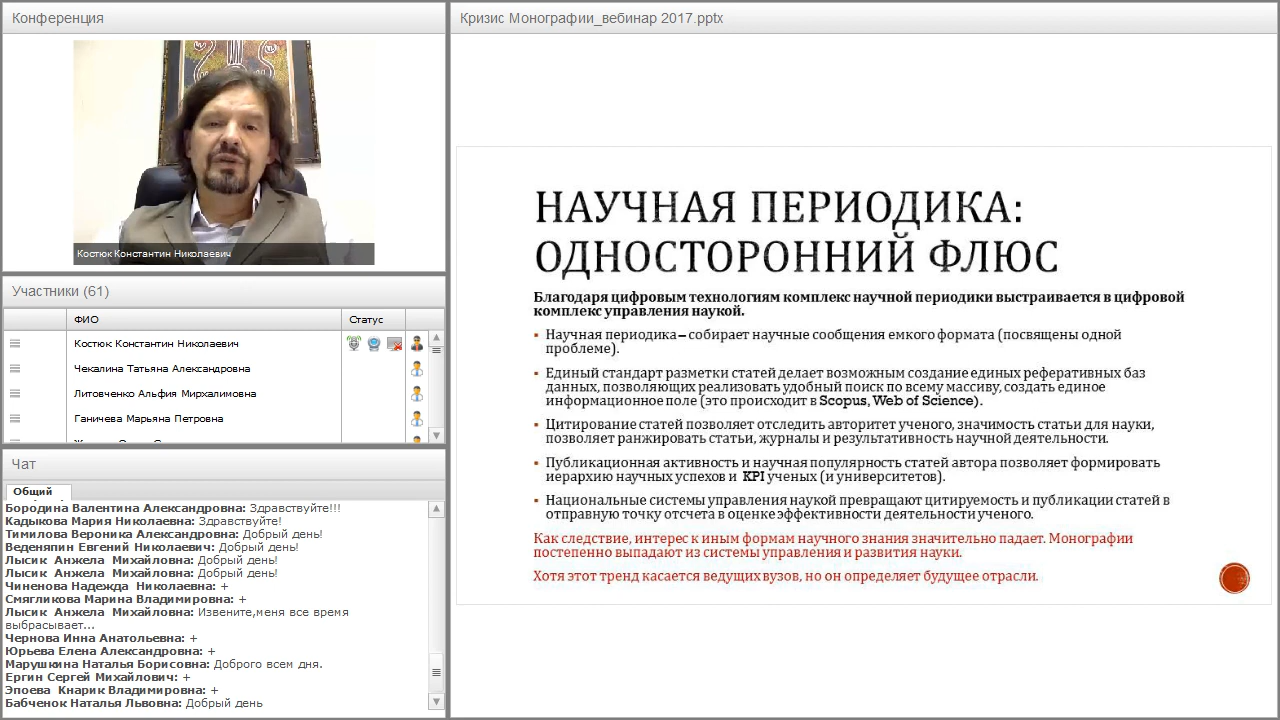 Конференция
Костюк Константин Николаевич
Участники (61)
ФИО
Статус
Костюк Константин Николаевич
Чекалина Татьяна Александровна
Литовченко Альфия Мирхалимовна
Ганичева Марьяна Петровна
Чат
Общий
Бородина Валентина Александровна: Здравствуйте!!!
Кадыкова Мария Николаевна: Здравствуйте!
Тимилова Вероника Александровна: Добрый день!
Веденяпин Евгений Николаевич: Добрый день!
Лысик Анжела Михайловна: Добрый день!
Лысик Анжела Михайловна: Добрый день!
Чиненова Надежда Николаевна: +
Смягликова Марина Владимировна: +
Лысик Анжела Михайловна: Извените,меня все время
выбрасывает...
Чернова Инна Анатольевна: +
Юрьева Елена Александровна: +
Марушкина Наталья Борисовна: Доброго всем дня.
Ергин Сергей Михайлович: +
Эпоева Кнарик Владимировна: +
Бабченок Наталья Львовна: Добрый день
Кризис Монографии_вебинар 2017.pptx
НАУЧНАЯ ПЕРИОДИКА:
ОДНОСТОРОННИЙ ФЛЮС
Благодаря цифровым технологиям комплекс научной периодики выстраивается в цифровой
комплекс управления наукой.
▪ Научная периодика – собирает научные сообщения емкого формата (посвящены одной
проблеме).
▪ Единый стандарт разметки статей делает возможным создание единых реферативных баз
данных, позволяющих реализовать удобный поиск по всему массиву, создать единое
информационное поле (это происходит в Scopus, Web of Science).
▪ Цитирование статей позволяет отследить авторитет ученого, значимость статьи для науки,
позволяет ранжировать статьи, журналы и результативность научной деятельности.
▪ Публикационная активность и научная популярность статей автора позволяет формировать
иерархию научных успехов и KPI ученых (и университетов).
▪ Национальные системы управления наукой превращают цитируемость и публикации статей в
отправную точку отсчета в оценке эффективности деятельности ученого.
Как следствие, интерес к иным формам научного знания значительно падает. Монографии
постепенно выпадают из системы управления и развития науки.
Хотя этот тренд касается ведущих вузов, но он определяет будущее отрасли.